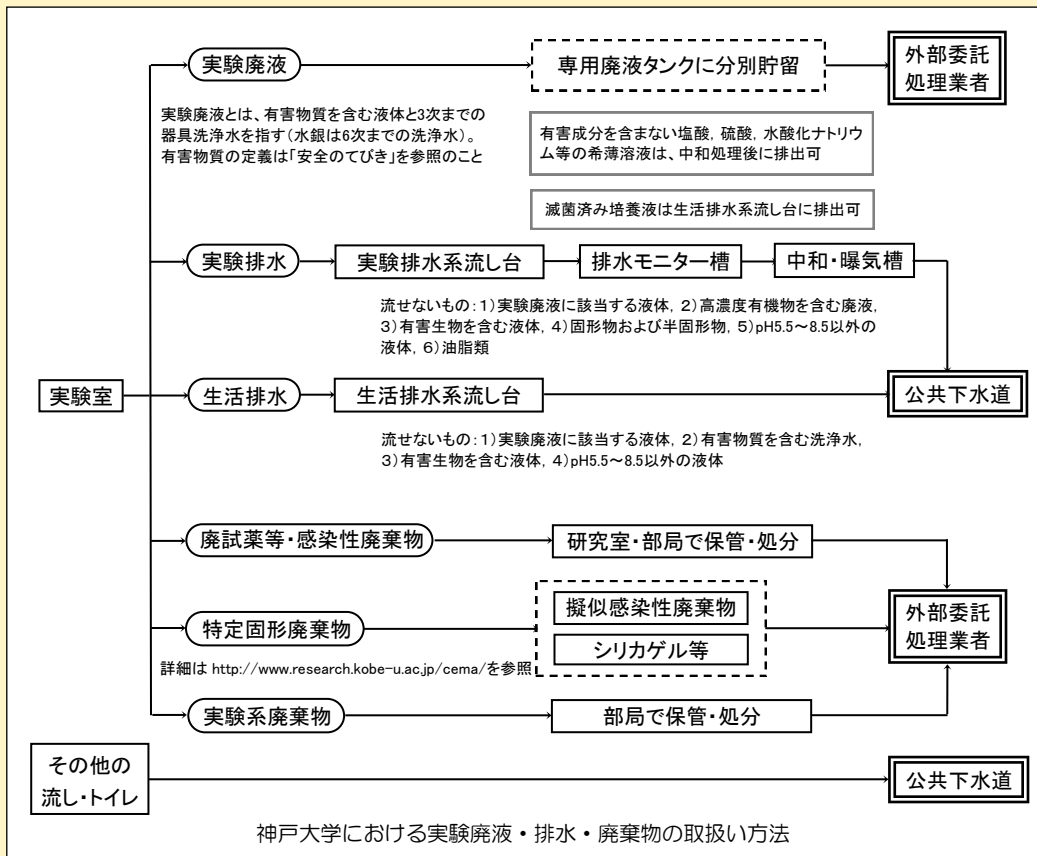 実験廃液
専用廃液タンクに分別貯留
外部委託
処理業者
実験廃液とは、有害物質を含む液体と3次までの
器具洗浄水を指す(水銀は6次までの洗浄水)。
有害物質の定義は「安全のてびき」を参照のこと
有害成分を含まない塩酸, 硫酸, 水酸化ナトリウ
ム等の希薄溶液は、中和処理後に排出可
滅菌済み培養液は生活排水系流し台に排出可
実験排水
実験排水系流し台
排水モニター槽
中和・曝気槽
流せないもの:1)実験廃液に該当する液体, 2)高濃度有機物を含む廃液,
3)有害生物を含む液体, 4)固形物および半固形物, 5)pH5.5~8.5以外の
液体, 6)油脂類
実験室
生活排水
生活排水系流し台
公共下水道
流せないもの:1)実験廃液に該当する液体, 2)有害物質を含む洗浄水,
3)有害生物を含む液体, 4)pH5.5~8.5以外の液体
廃試薬等・感染性廃棄物
研究室・部局で保管・処分
特定固形廃棄物
擬似感染性廃棄物
シリカゲル等
外部委託
処理業者
詳細は http://www.research.kobe-u.ac.jp/cema/を参照
実験系廃棄物
部局で保管・処分
その他の
流し・トイレ
公共下水道
神戸大学における実験廃液・排水・廃棄物の取扱い方法